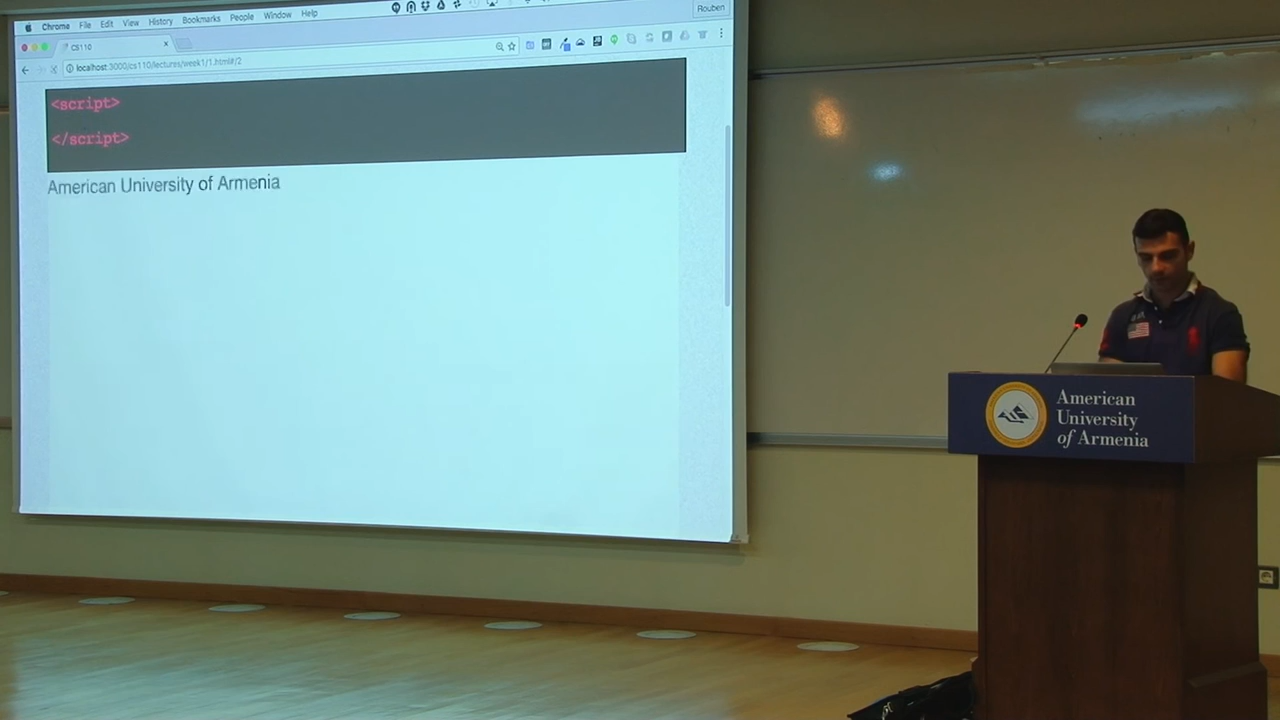 Chrome File Edit View History Bookmarks People Window Help
Rouben
CS110
localhost:3000/cs110/lectures/week1/1.html#/2
<script>
</script>
American University of Armenia
American
University
of Armenia